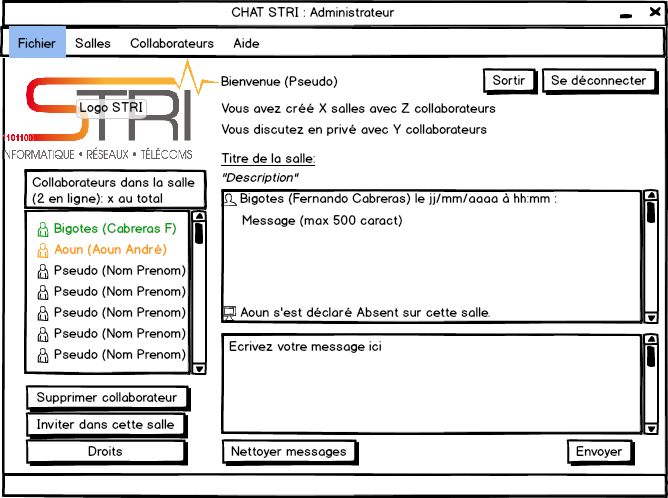 CHAT STRI : Administrateur
Fichier Salles Collaborateurs Aide
STRI
Logo STRI
1101100
INFORMATIQUE • RÉSEAUX • TÉLÉCOMS
Bienvenue (Pseudo)
Sortir
Se déconnecter
Vous avez créé X salles avec Z collaborateurs
Vous discutez en privé avec Y collaborateurs
Titre de la salle:
"Description"
Collaborateurs dans la salle
(2 en ligne): x au total
Bigotes (Cabreras F)
Aoun (Aoun André)
Pseudo (Nom Prenom)
Pseudo (Nom Prenom)
Pseudo (Nom Prenom)
Pseudo (Nom Prenom)
Pseudo (Nom Prenom)
Bigotes (Fernando Cabreras) le jj/mm/aaaa à hh:mm :
Message (max 500 caract)
Aoun s'est déclaré Absent sur cette salle.
Ecrivez votre message ici
Supprimer collaborateur
Inviter dans cette salle
Droits
Nettoyer messages
Envoyer